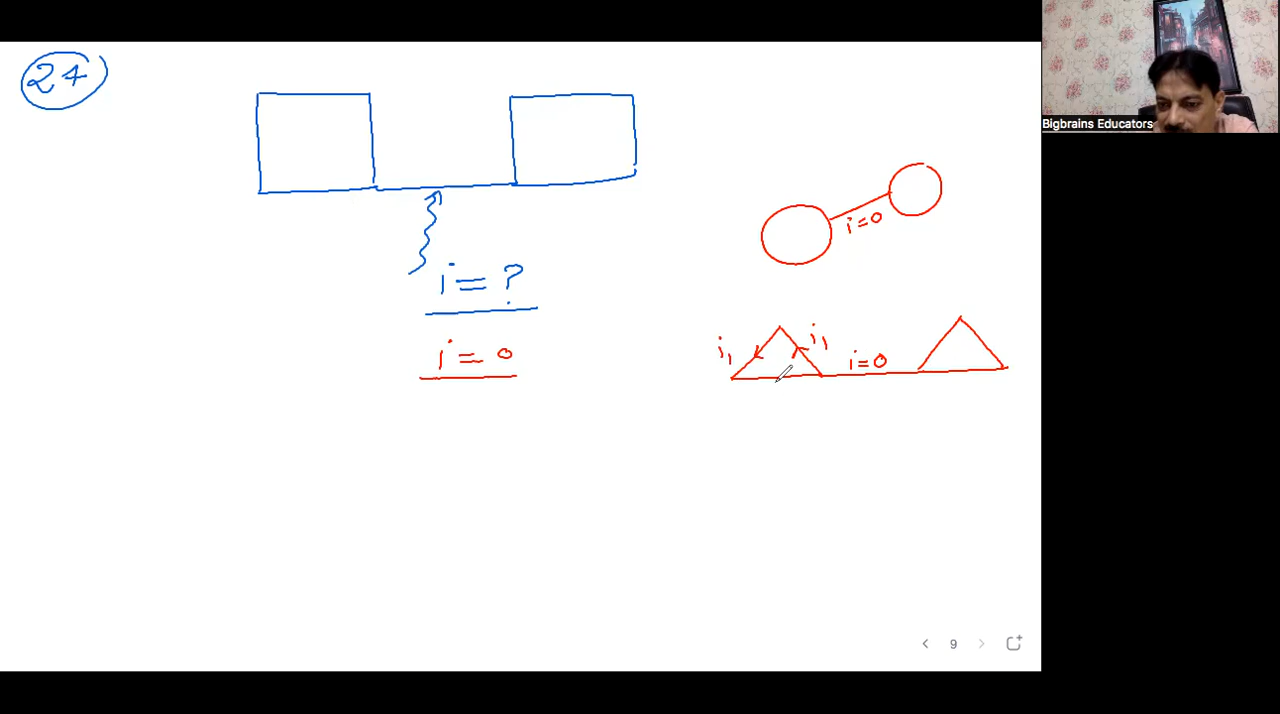 24
Bigbrains Educators
i = ?
i = 0
i=0
i₁ i₁ i=0
9